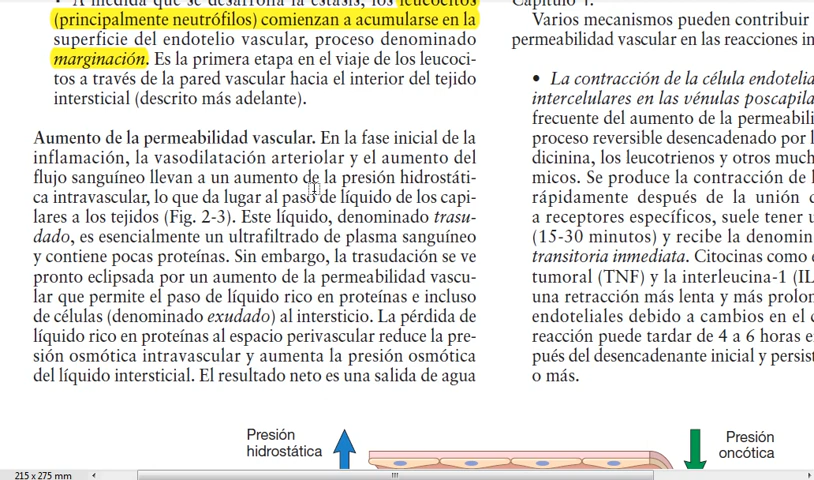 • A medida que se desarrolla la estasis, los leucocitos
(principalmente neutrófilos) comienzan a acumularse en la
superficie del endotelio vascular, proceso denominado
marginación. Es la primera etapa en el viaje de los leucoci-
tos a través de la pared vascular hacia el interior del tejido
intersticial (descrito más adelante).
Aumento de la permeabilidad vascular. En la fase inicial de la
inflamación, la vasodilatación arteriolar y el aumento del
flujo sanguíneo llevan a un aumento de la presión hidrostáti-
ca intravascular, lo que da lugar al paso de líquido de los capi-
lares a los tejidos (Fig. 2-3). Este líquido, denominado trasu-
dado, es esencialmente un ultrafiltrado de plasma sanguíneo
y contiene pocas proteínas. Sin embargo, la trasudación se ve
pronto eclipsada por un aumento de la permeabilidad vascu-
lar que permite el paso de líquido rico en proteínas e incluso
de células (denominado exudado) al intersticio. La pérdida de
líquido rico en proteínas al espacio perivascular reduce la pre-
sión osmótica intravascular y aumenta la presión osmótica
del líquido intersticial. El resultado neto es una salida de agua
Capítulo 4.
Varios mecanismos pueden contribuir
permeabilidad vascular en las reacciones in
• La contracción de la célula endotelia
intercelulares en las vénulas poscapila
frecuente del aumento de la permeabili
proceso reversible desencadenado por l
dicinina, los leucotrienos y otros much
micos. Se produce la contracción de l
rápidamente después de la unión d
a receptores específicos, suele tener u
(15-30 minutos) y recibe la denomin
transitoria inmediata. Citocinas como e
tumoral (TNF) y la interleucina-1 (IL
una retracción más lenta y más prolon
endoteliales debido a cambios en el c
reacción puede tardar de 4 a 6 horas e
pués del desencadenante inicial y persist
o más.
Presión
hidrostática
Presión
oncótica
215 x 275 mm